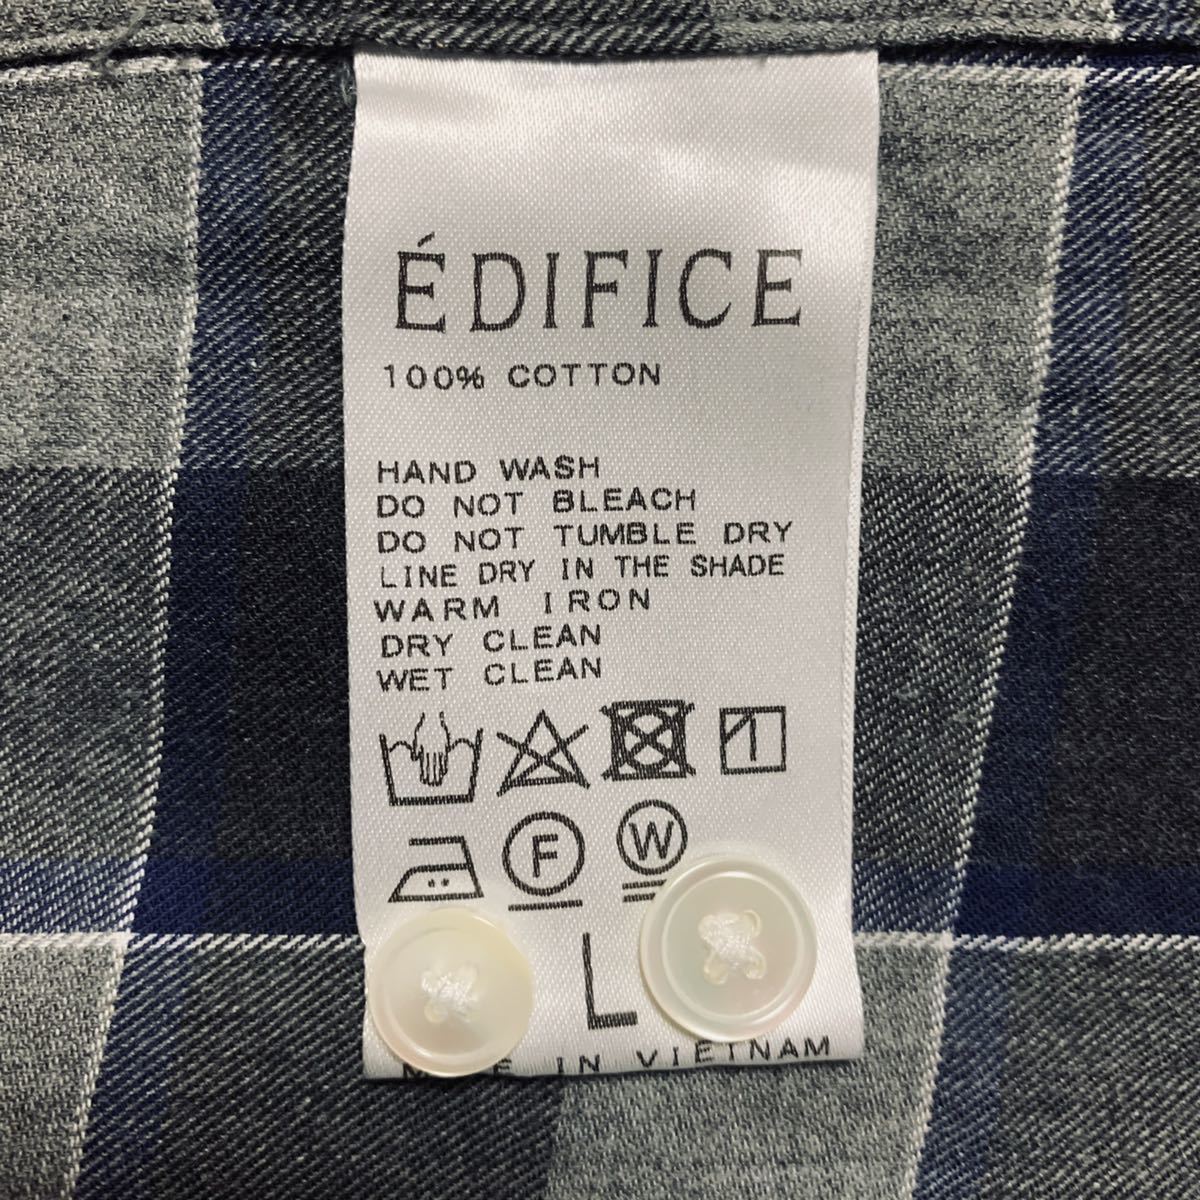 ÉDIFICE
100% COTTON
HAND WASH
DO NOT BLEACH
DO NOT TUMBLE DRY
LINE DRY IN THE SHADE
WARM IRON
DRY CLEAN
WET CLEAN
F W
L
IN VIETNAM